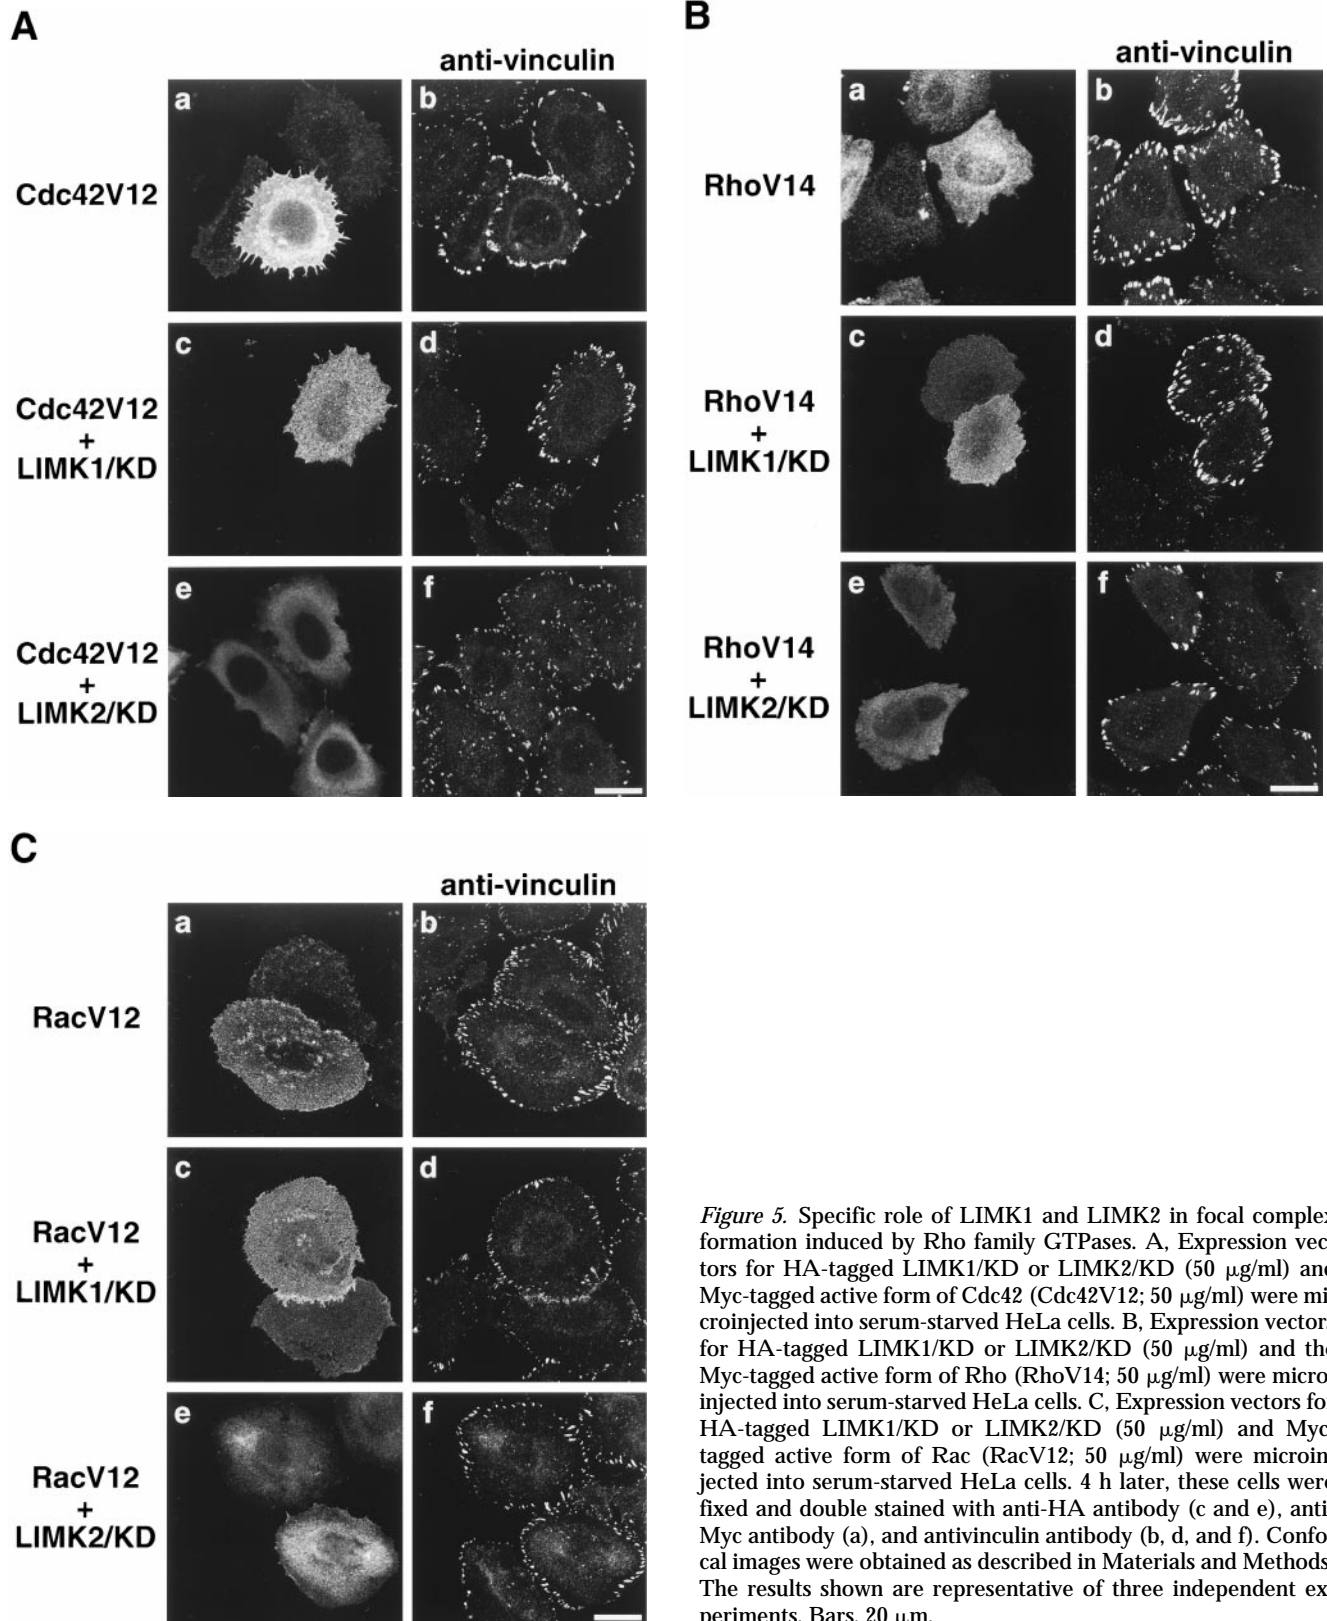 A
anti-vinculin
a
b
Cdc42V12
c
d
Cdc42V12
+
LIMK1/KD
e
f
Cdc42V12
+
LIMK2/KD
B
anti-vinculin
a
b
RhoV14
c
d
RhoV14
+
LIMK1/KD
e
f
RhoV14
+
LIMK2/KD
C
anti-vinculin
a
b
RacV12
c
d
RacV12
+
LIMK1/KD
e
f
RacV12
+
LIMK2/KD
Figure 5. Specific role of LIMK1 and LIMK2 in focal complex
formation induced by Rho family GTPases. A, Expression vec
tors for HA-tagged LIMK1/KD or LIMK2/KD (50 μg/ml) and
Myc-tagged active form of Cdc42 (Cdc42V12; 50 μg/ml) were mi
croinjected into serum-starved HeLa cells. B, Expression vectors
for HA-tagged LIMK1/KD or LIMK2/KD (50 μg/ml) and the
Myc-tagged active form of Rho (RhoV14; 50 μg/ml) were micro
injected into serum-starved HeLa cells. C, Expression vectors for
HA-tagged LIMK1/KD or LIMK2/KD (50 μg/ml) and Myc
tagged active form of Rac (RacV12; 50 μg/ml) were microin
jected into serum-starved HeLa cells. 4 h later, these cells were
fixed and double stained with anti-HA antibody (c and e), anti
Myc antibody (a), and antivinculin antibody (b, d, and f). Confo
cal images were obtained as described in Materials and Methods
The results shown are representative of three independent ex
periments. Bars, 20 μm.